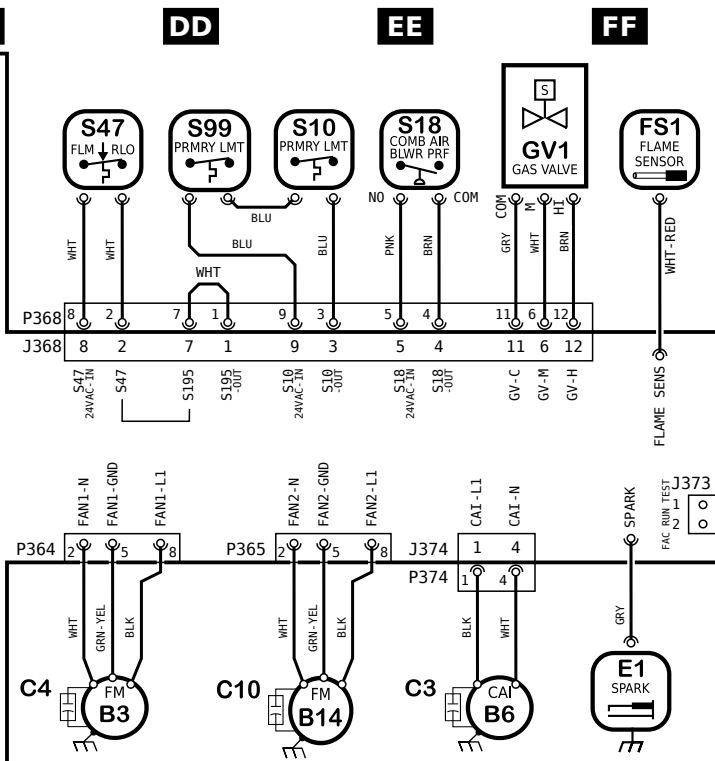 DD EE FF
S47 S99 S10 S18 GV1 FS1
FLM RLO PRMRY LMT PRMRY LMT COMB AIR S GAS VALVE FLAME
BLWR PRF SENSOR
NO COM COM M HI
BLU
WHT WHT BLU BLU PNK BRN GRY WHT BRN WHT-RED
WHT
P368 8 2 7 1 9 3 5 4 11 6 12
J368 8 2 7 1 9 3 5 4 11 6 12
S47 24VAC-IN S47 S195 S195 -OUT S10 24VAC-IN S10 -OUT S18 24VAC-IN S18 -OUT GV-C GV-M GV-H FLAME SENS
FAN1-N FAN1-GND FAN1-L1 FAN2-N FAN2-GND FAN2-L1 CAI-L1 CAI-N SPARK FAC RUN TEST J373
1
2
P364 2 5 8 P365 2 5 8 J374 1 4
P374 1 4
WHT GRN-YEL BLK WHT GRN-YEL BLK BLK WHT GRY
C4 FM C10 FM C3 CAI E1
B3 B14 B6 SPARK